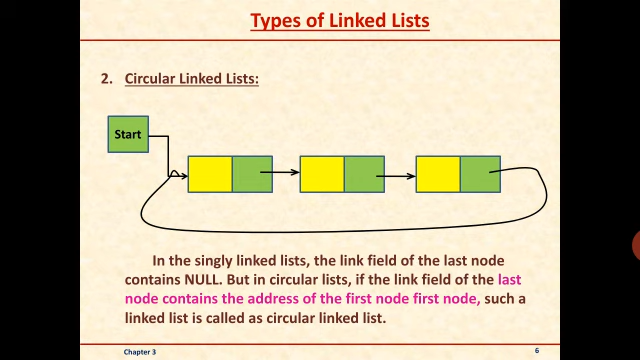 Types of Linked Lists
2. Circular Linked Lists:
Start
In the singly linked lists, the link field of the last node
contains NULL. But in circular lists, if the link field of the last
node contains the address of the first node first node, such a
linked list is called as circular linked list.
Chapter 3
6